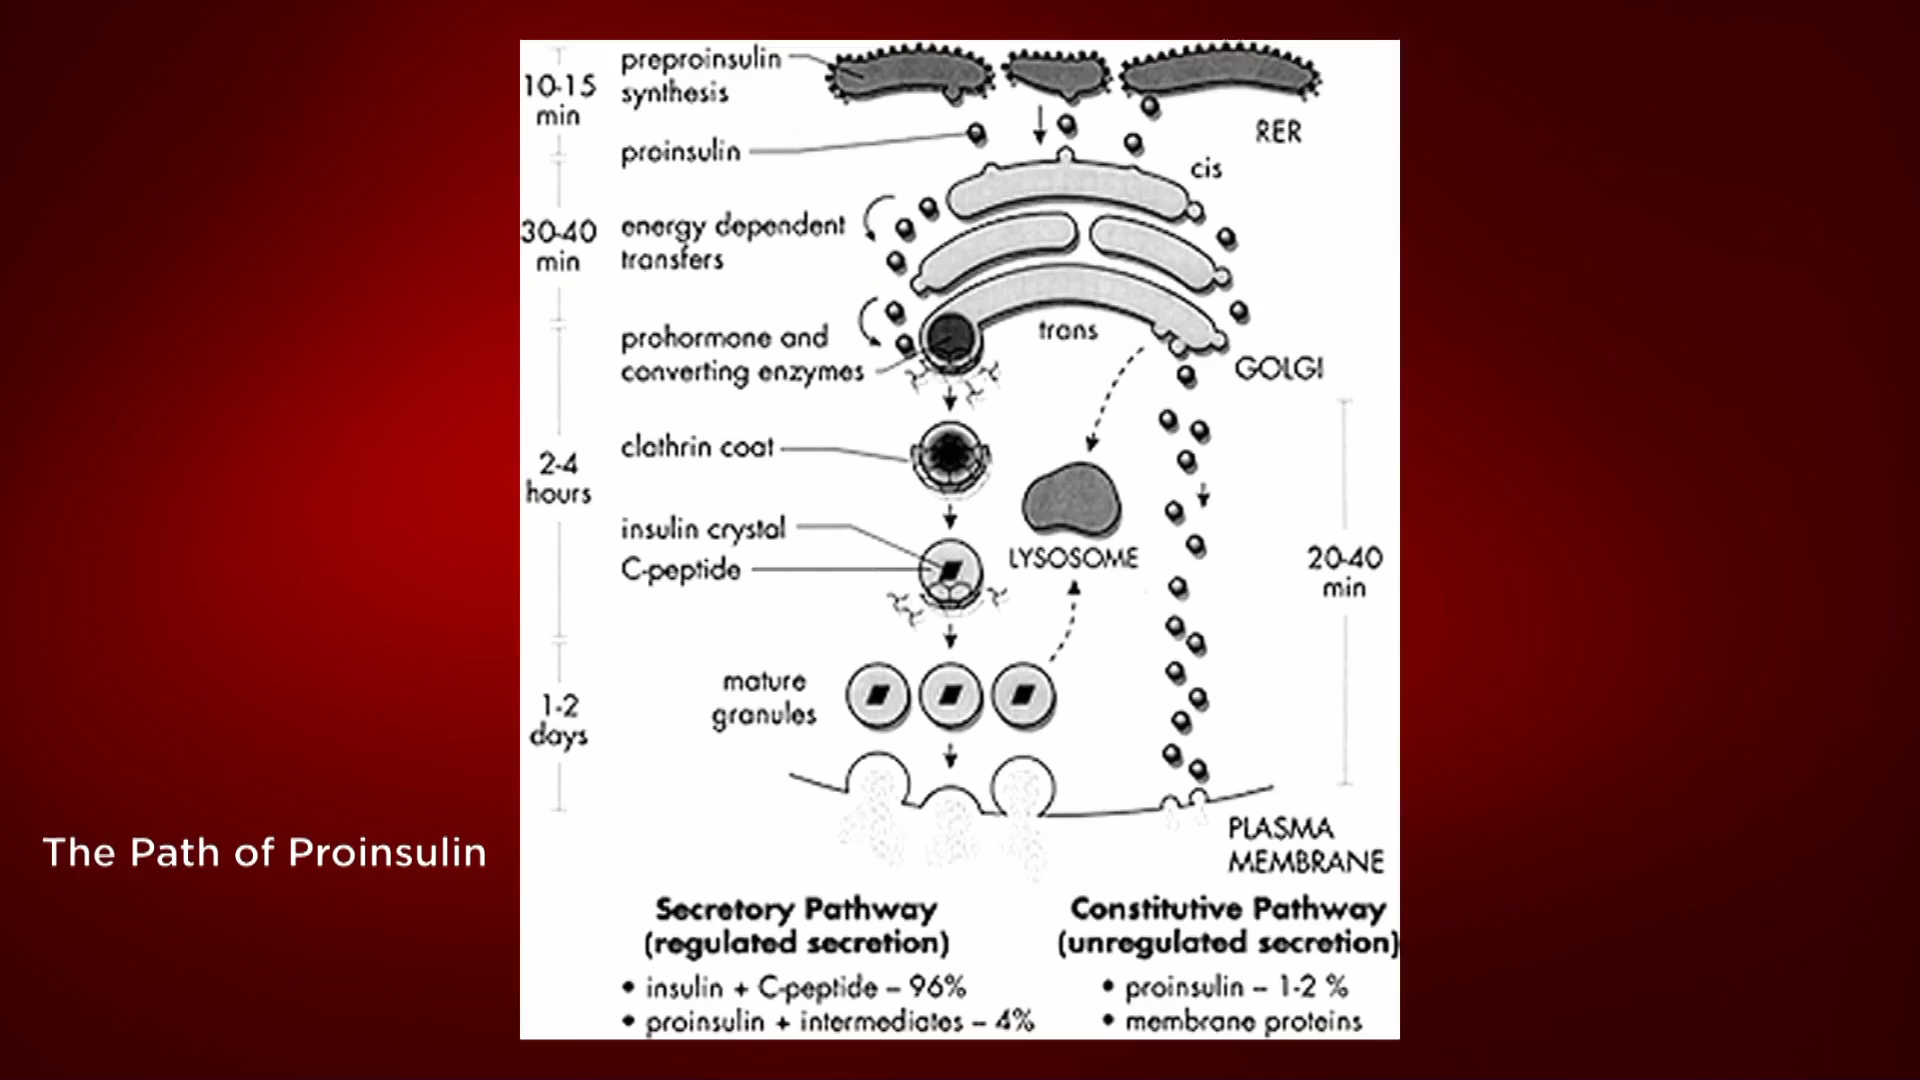 preproinsulin
synthesis
10-15
min
RER
proinsulin
cis
30-40
min
energy dependent
transfers
trans
prohormone and
converting enzymes
GOLGI
clathrin coat
2-4
hours
insulin crystal
C-peptide
LYSOSOME
20-40
min
mature
granules
1-2
days
PLASMA
MEMBRANE
The Path of Proinsulin
Secretory Pathway
(regulated secretion)
• insulin + C-peptide – 96%
• proinsulin + intermediates – 4%
Constitutive Pathway
(unregulated secretion)
• proinsulin – 1-2 %
• membrane proteins